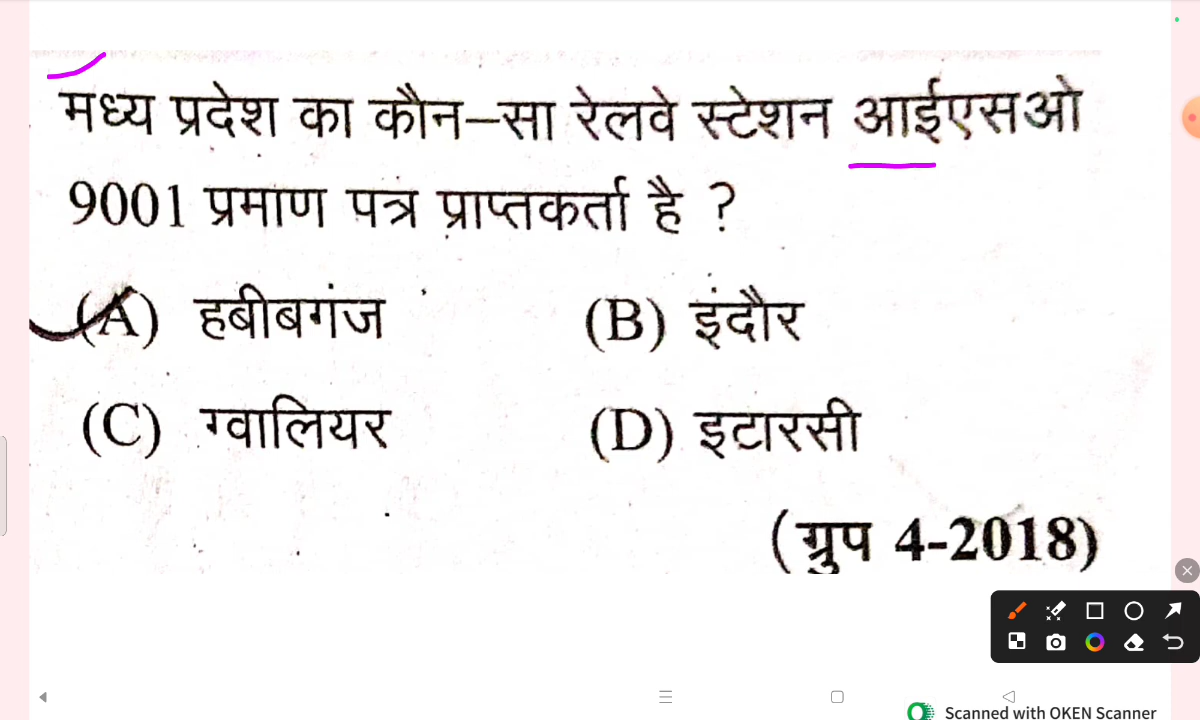 मध्य प्रदेश का कौन–सा रेलवे स्टेशन आईएसओ
9001 प्रमाण पत्र प्राप्तकर्ता है ?
(A) हबीबगंज (B) इंदौर
(C) ग्वालियर (D) इटारसी
(ग्रुप 4-2018)
Scanned with OKEN Scanner